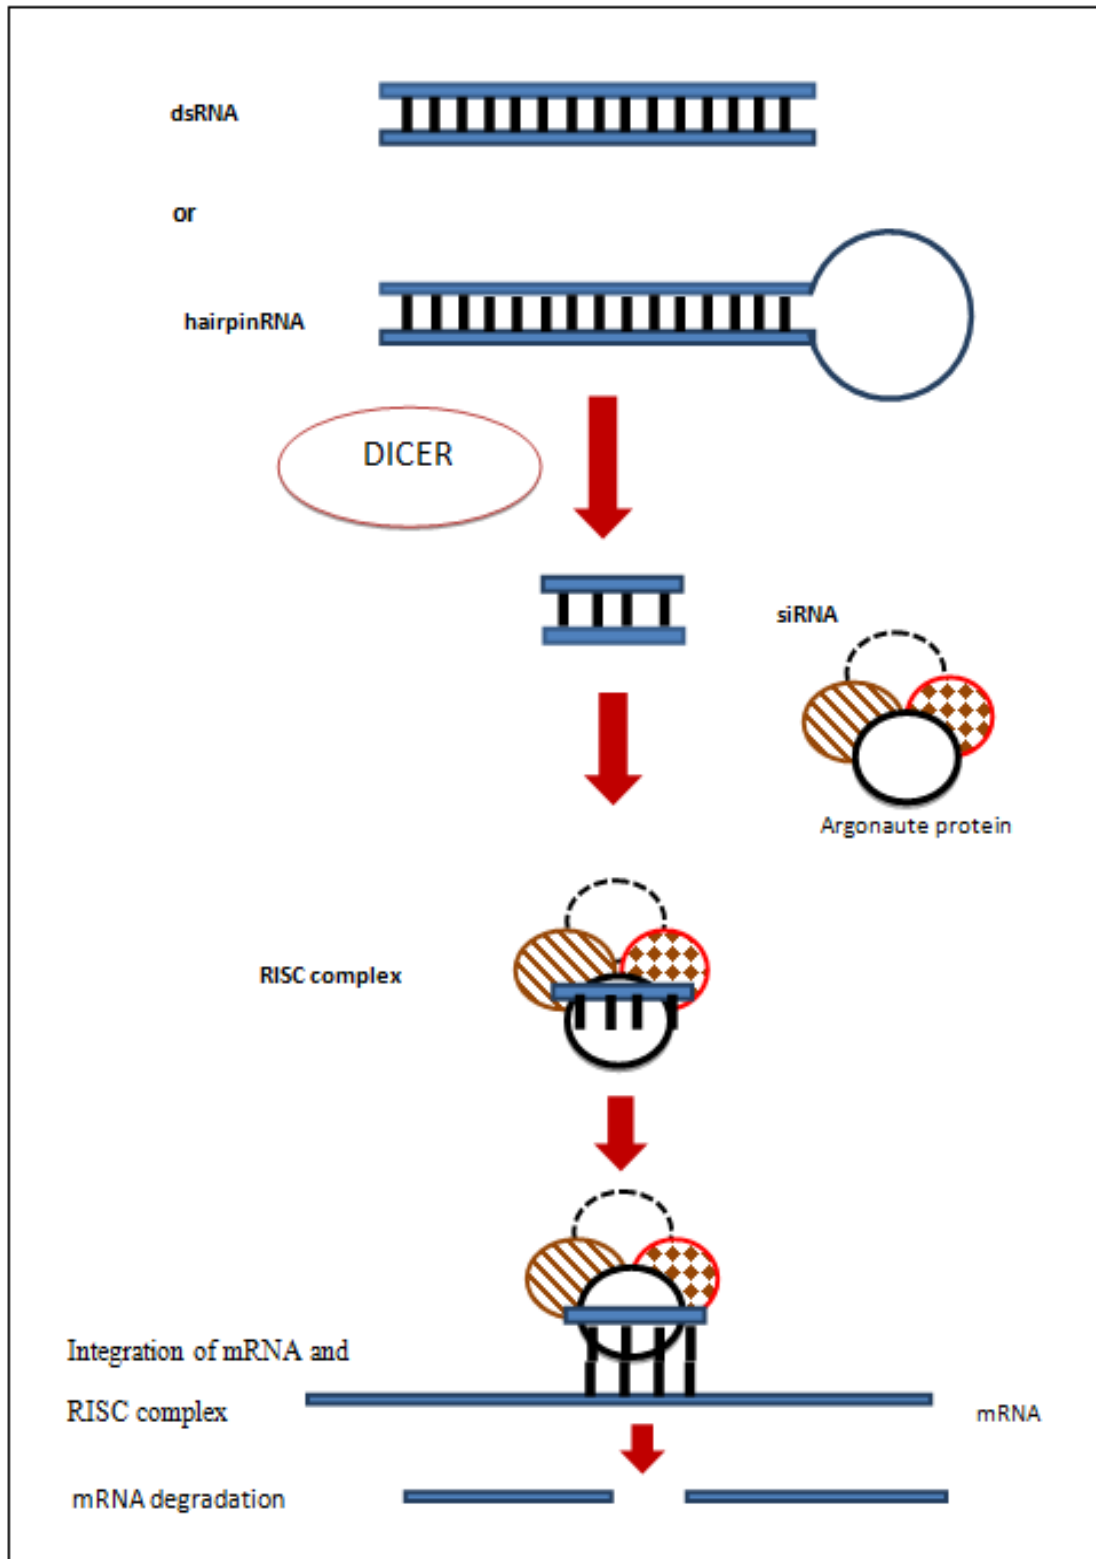 dsRNA
or
hairpinRNA
DICER
siRNA
Argonaute protein
RISC complex
Integration of mRNA and
RISC complex
mRNA
mRNA degradation